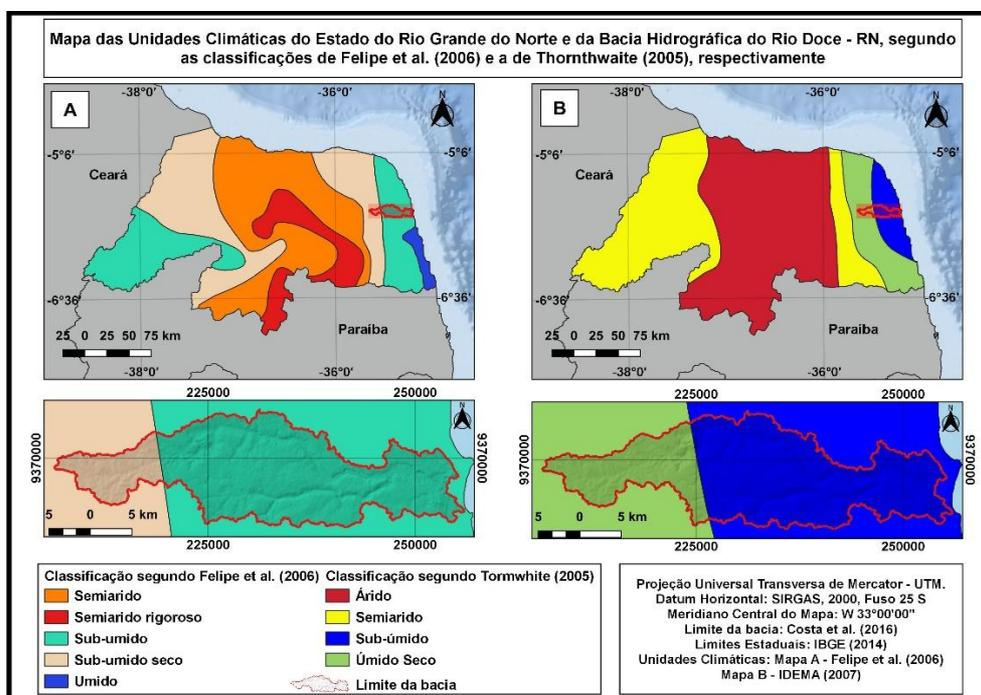 Mapa das Unidades Climáticas do Estado do Rio Grande do Norte e da Bacia Hidrográfica do Rio Doce - RN, segundo
as classificações de Felipe et al. (2006) e a de Thornthwaite (2005), respectivamente
-38°0' -36°0'
A
N
-5°6'
Ceará
-6°36'
Paraíba
25 0 25 50 75 km
-38°0' -36°0'
-38°0' -36°0'
B
N
-5°6'
Ceará
-6°36'
Paraíba
25 0 25 50 75 km
-38°0' -36°0'
225000 250000
N
9370000 9370000
5 0 5 km
225000 250000
225000 250000
N
9370000 9370000
5 0 5 km
225000 250000
Classificação segundo Felipe et al. (2006)
Semiarido
Semiarido rigoroso
Sub-umido
Sub-umido seco
Umido
Classificação segundo Tormwhite (2005)
Árido
Semiarido
Sub-úmido
Úmido Seco
Limite da bacia
Projeção Universal Transversa de Mercator - UTM.
Datum Horizontal: SIRGAS, 2000, Fuso 25 S
Meridiano Central do Mapa: W 33°00'00"
Limite da bacia: Costa et al. (2016)
Limites Estaduais: IBGE (2014)
Unidades Climáticas: Mapa A - Felipe et al. (2006)
Mapa B - IDEMA (2007)